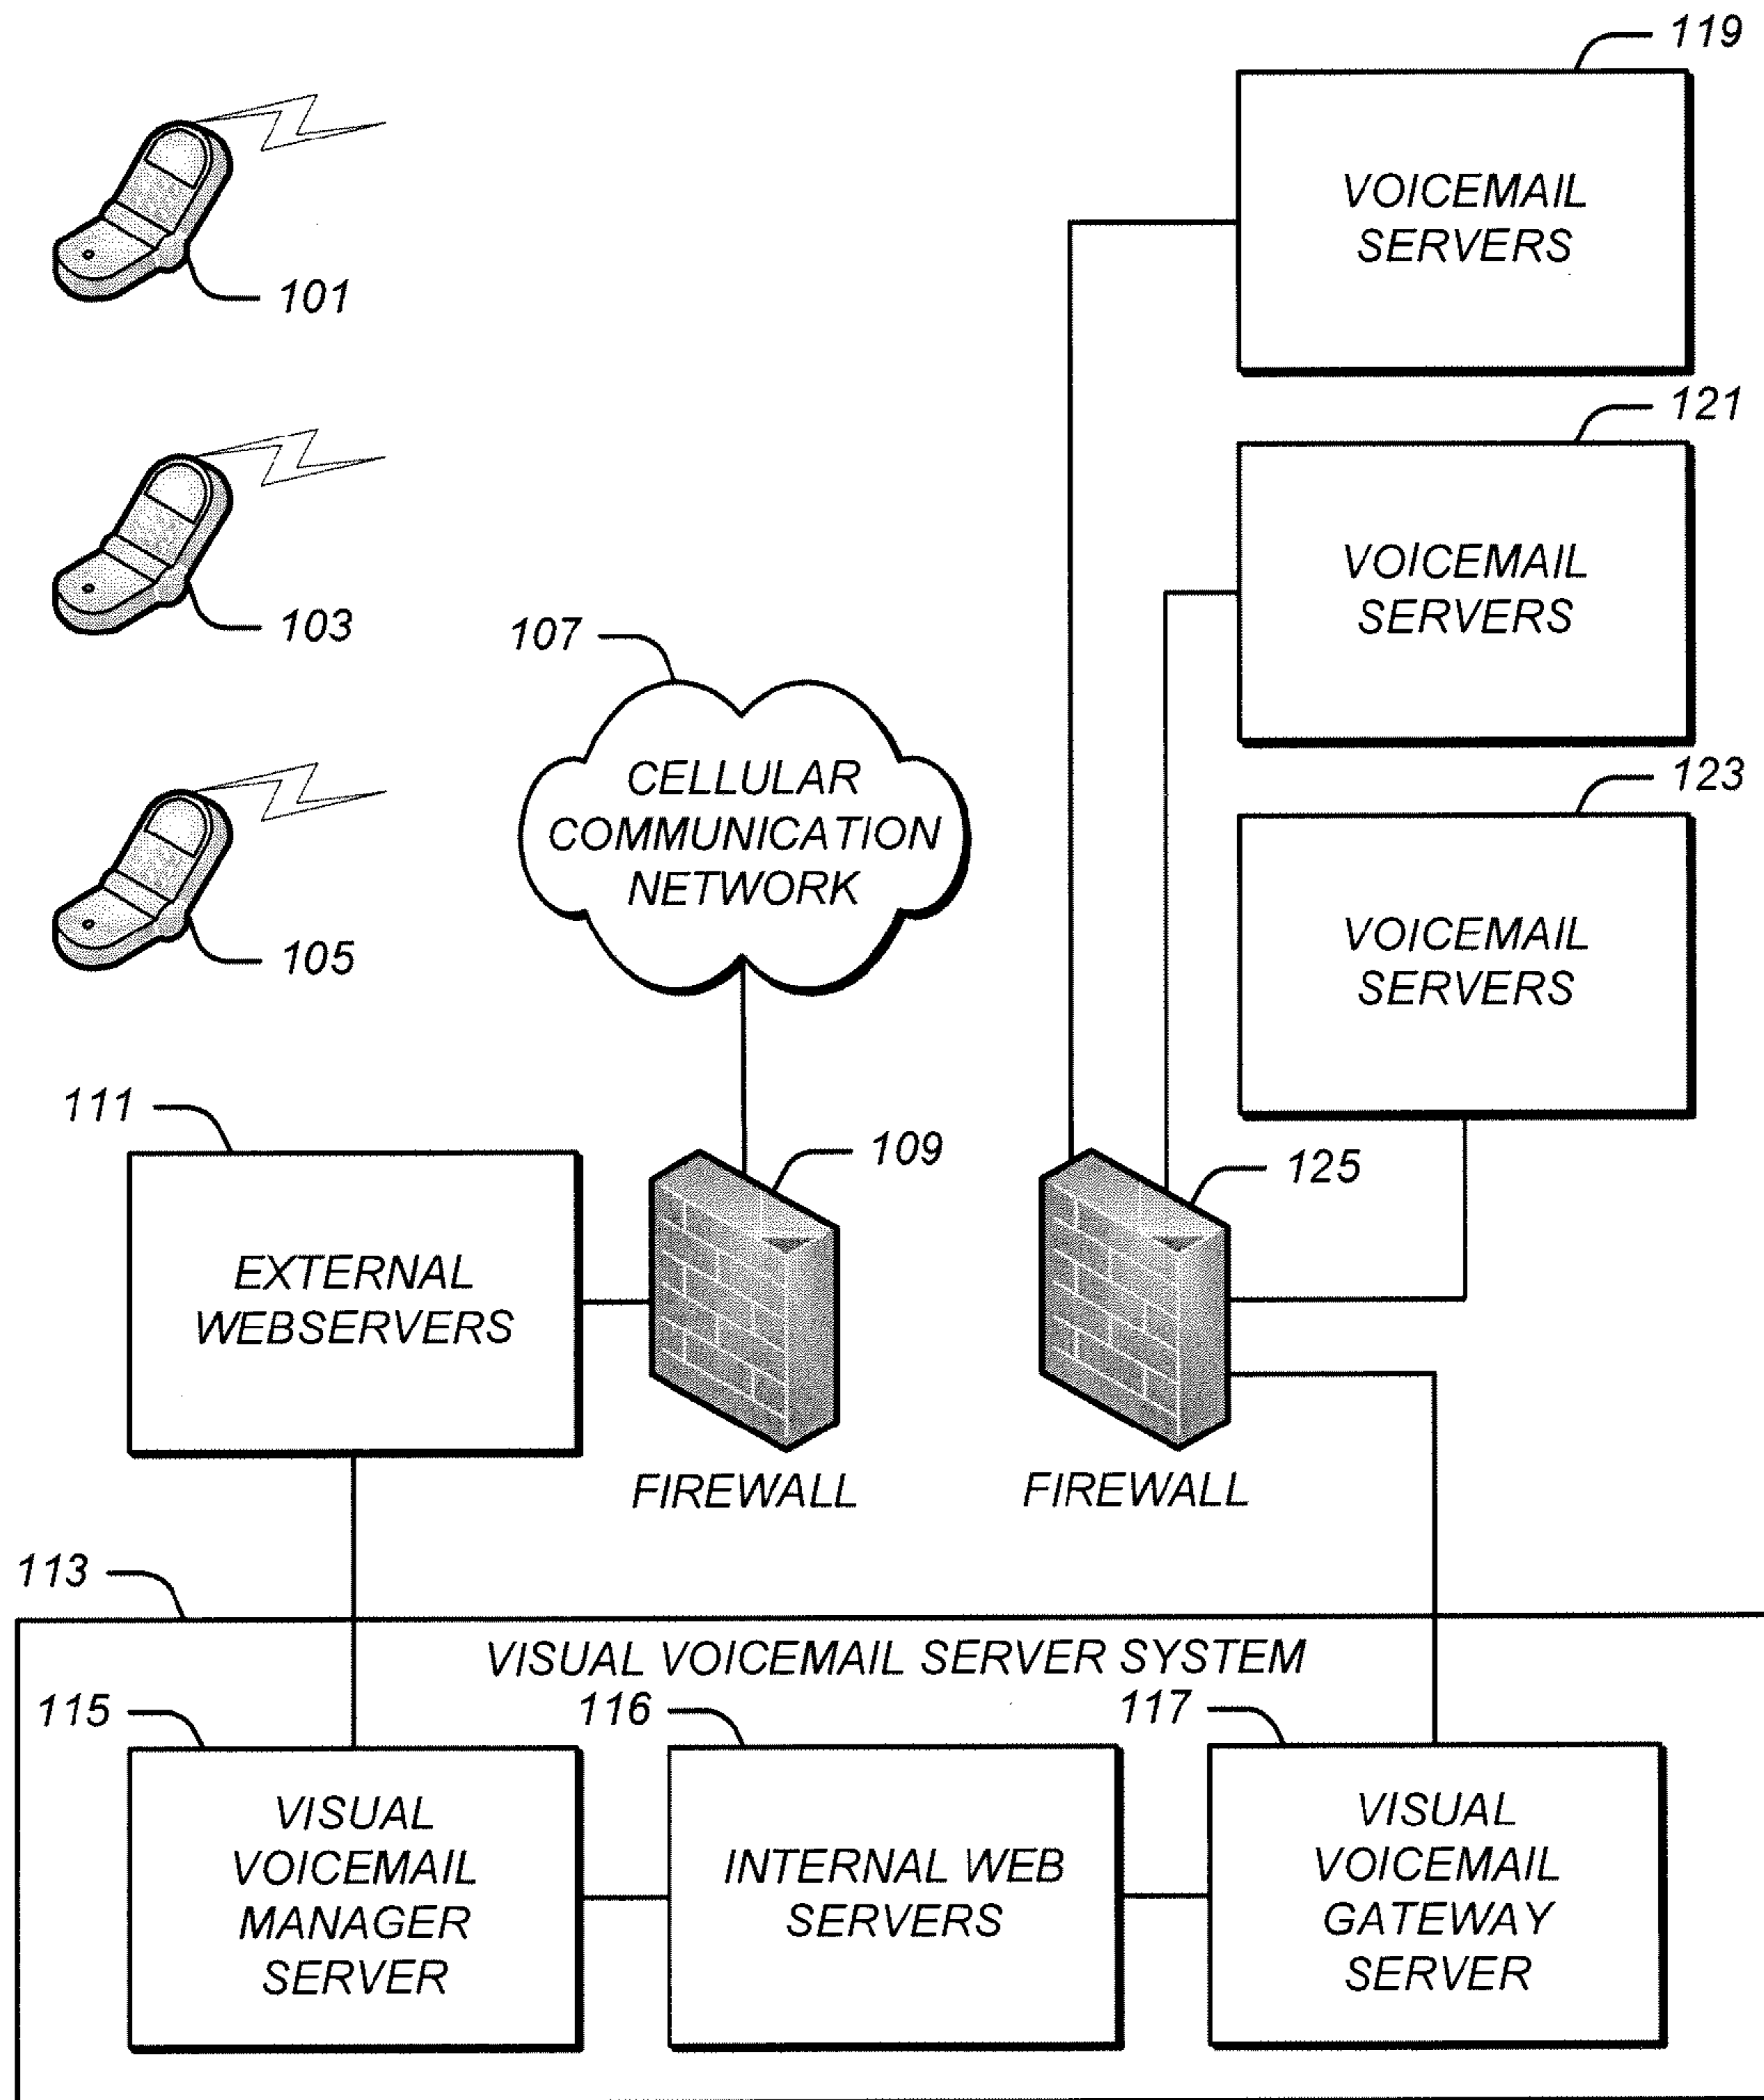 119
VOICEMAIL
SERVERS
101
121
VOICEMAIL
SERVERS
103
107
CELLULAR
COMMUNICATION
NETWORK
123
VOICEMAIL
SERVERS
105
111
EXTERNAL
WEBSERVERS
109
FIREWALL
125
FIREWALL
113
VISUAL VOICEMAIL SERVER SYSTEM
115
VISUAL
VOICEMAIL
MANAGER
SERVER
116
INTERNAL WEB
SERVERS
117
VISUAL
VOICEMAIL
GATEWAY
SERVER